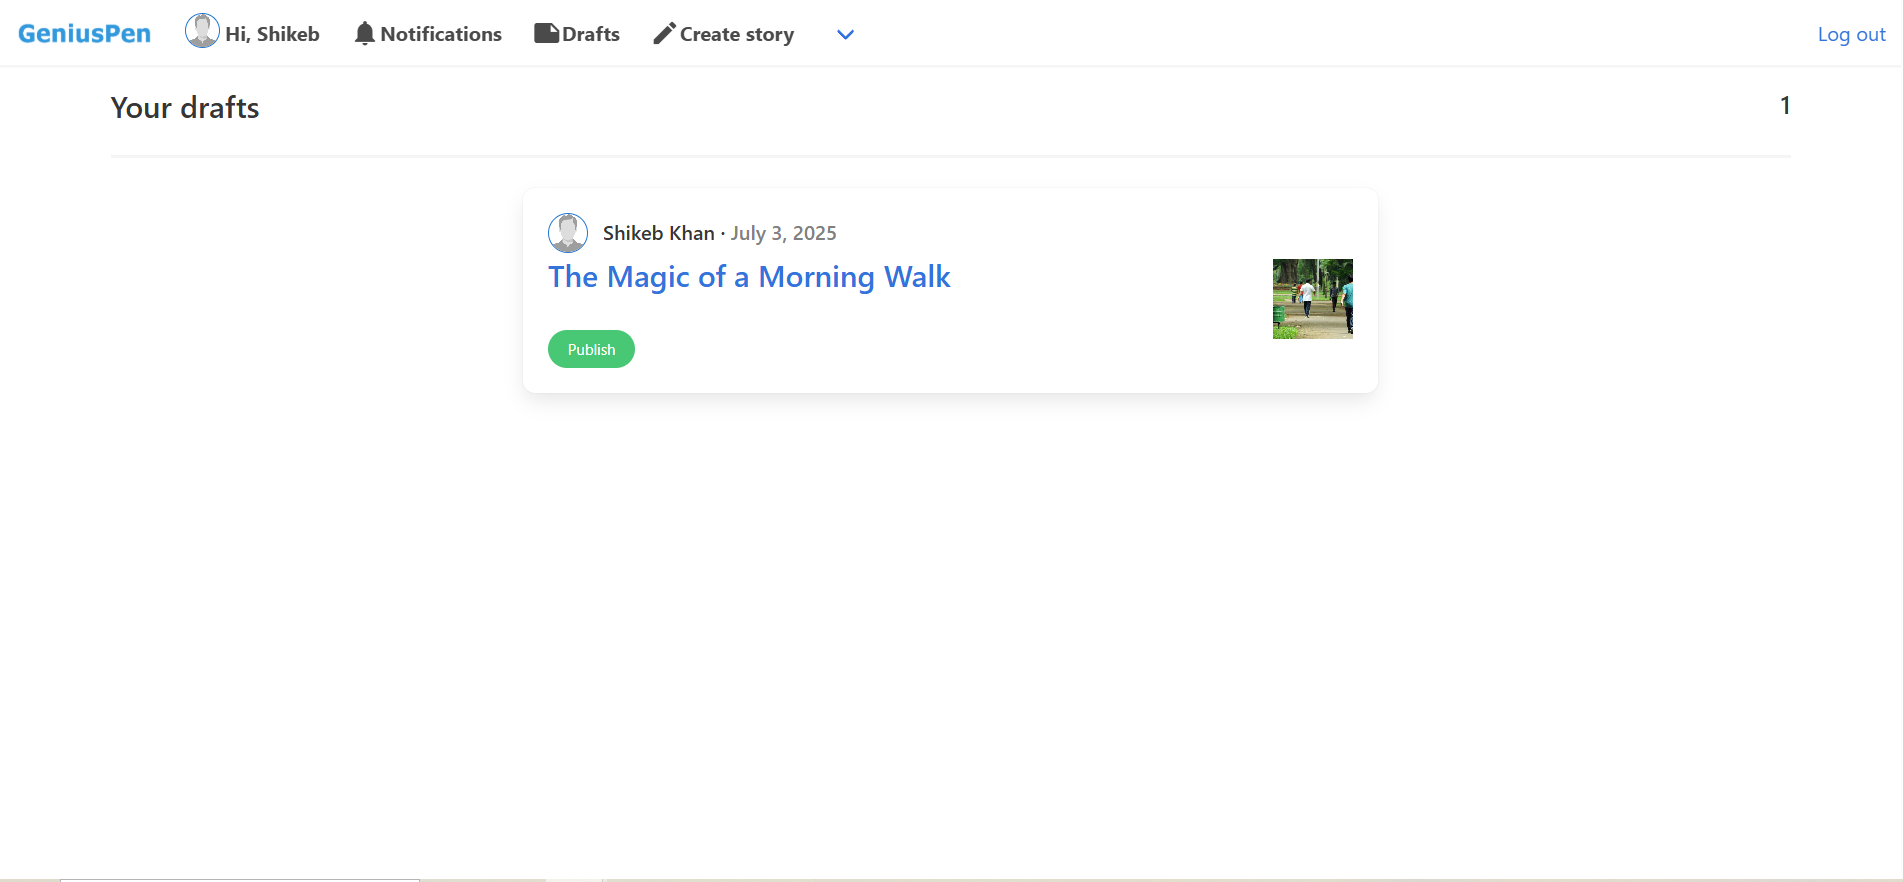 GeniusPen Hi, Shikeb Notifications Drafts Create story Log out
Your drafts 1
Shikeb Khan · July 3, 2025
The Magic of a Morning Walk
Publish